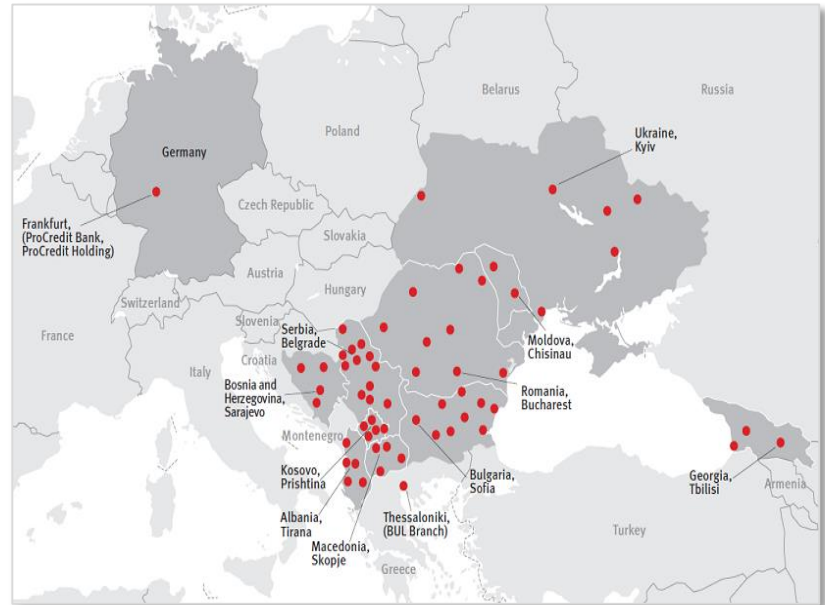 Belarus
Russia
Ukraine,
Kyiv
Poland
Germany
Czech Republic
Frankfurt,
(ProCredit Bank,
ProCredit Holding)
Slovakia
Austria
Hungary
Switzerland
Slovenia
France
Serbia,
Belgrade
Moldova,
Chisinau
Croatia
Italy
Bosnia and
Herzegovina,
Sarajevo
Romania,
Bucharest
Montenegro
Kosovo,
Prishtina
Bulgaria,
Sofia
Georgia,
Tbilisi
Armenia
Albania,
Tirana
Thessaloniki,
(BUL Branch)
Macedonia,
Skopje
Turkey
Greece